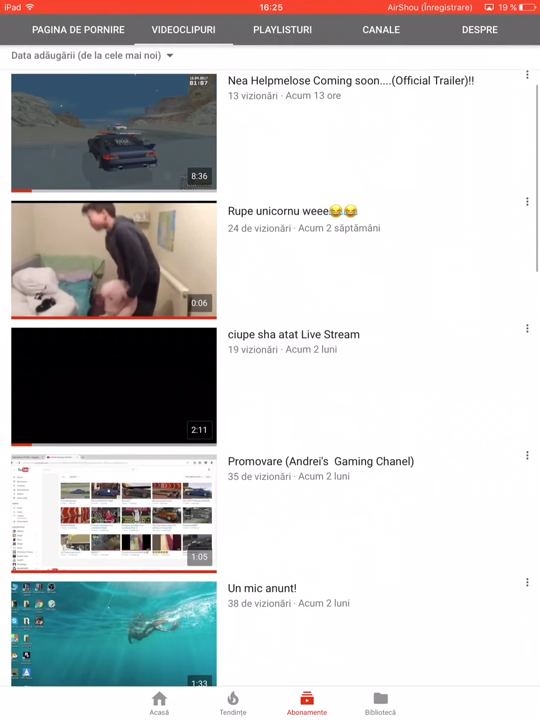 iPad 16:25 AirShou (Înregistrare) 19 %
PAGINA DE PORNIRE VIDEOCLIPURI PLAYLISTURI CANALE DESPRE
Data adăugării (de la cele mai noi)
Nea Helpmelose Coming soon....(Official Trailer)!!
13 vizionări · Acum 13 ore
8:36
Rupe unicornu weee😂😂
24 de vizionări · Acum 2 săptămâni
0:06
ciupe sha atat Live Stream
19 vizionări · Acum 2 luni
2:11
Promovare (Andrei's Gaming Chanel)
35 de vizionări · Acum 2 luni
1:05
Un mic anunt!
38 de vizionări · Acum 2 luni
1:33
Acasă Tendințe Abonamente Bibliotecă